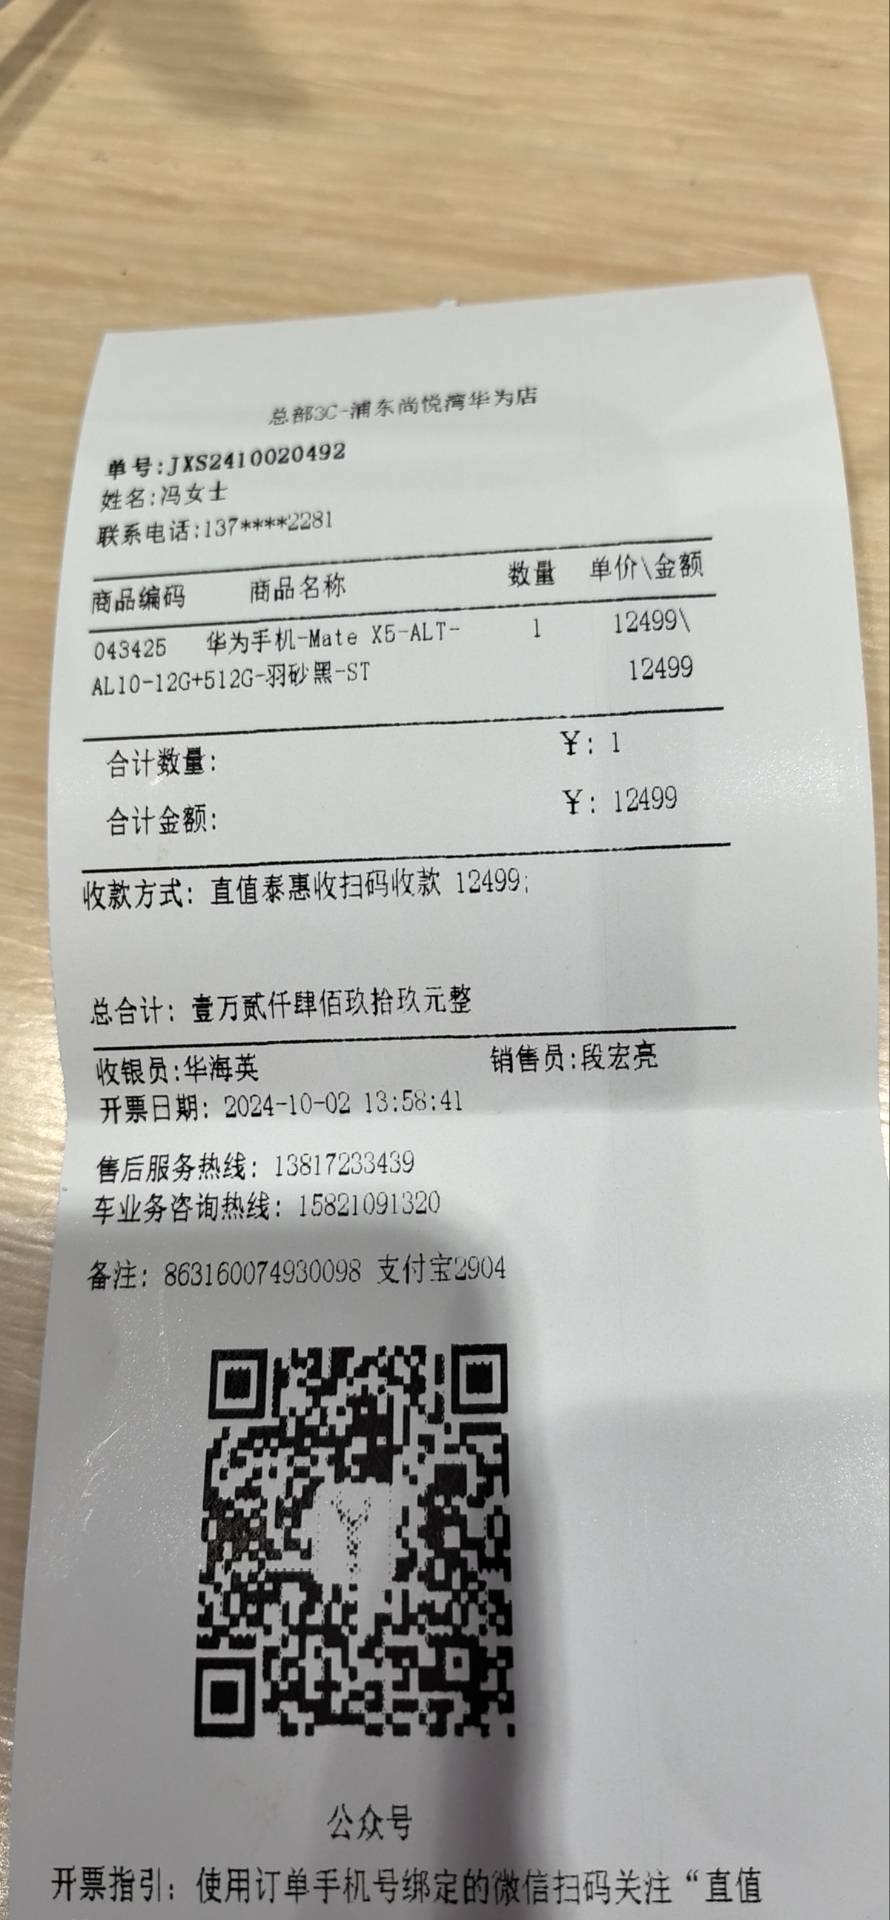 总部3C-浦东尚悦湾华为店
单号:JXS2410020492
姓名:冯女士
联系电话:137****2281
商品编码 商品名称 数量 单价\金额
043425 华为手机-Mate X5-ALT- 1 12499\
AL10-12G+512G-羽砂黑-ST 12499
合计数量: ¥: 1
合计金额: ¥: 12499
收款方式: 直值泰惠收扫码收款 12499;
总合计: 壹万贰仟肆佰玖拾玖元整
收银员:华海英 销售员:段宏亮
开票日期: 2024-10-02 13:58:41
售后服务热线: 13817233439
车业务咨询热线: 15821091320
备注: 863160074930098 支付宝2904
公众号
开票指引: 使用订单手机号绑定的微信扫码关注“直值